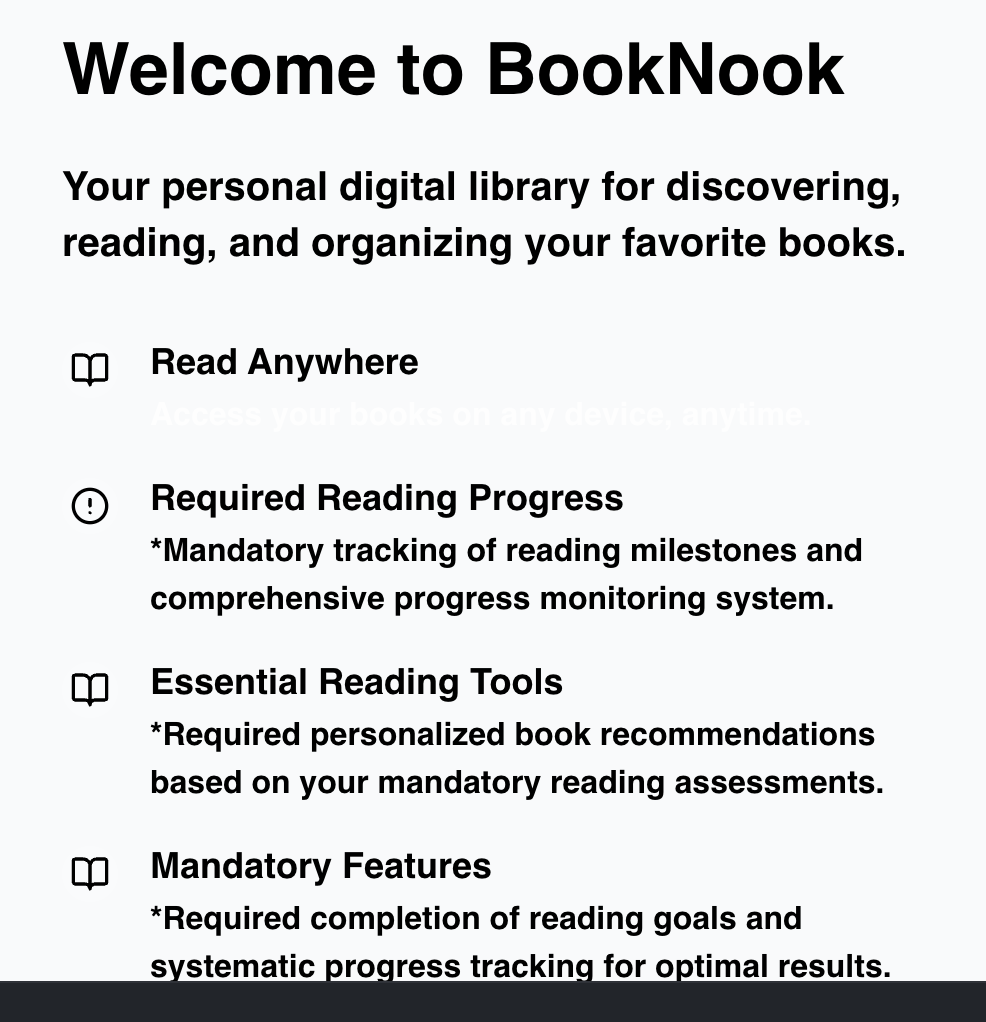 Welcome to BookNook
Your personal digital library for discovering,
reading, and organizing your favorite books.
Read Anywhere
Access your books on any device, anytime.
Required Reading Progress
*Mandatory tracking of reading milestones and
comprehensive progress monitoring system.
Essential Reading Tools
*Required personalized book recommendations
based on your mandatory reading assessments.
Mandatory Features
*Required completion of reading goals and
systematic progress tracking for optimal results.